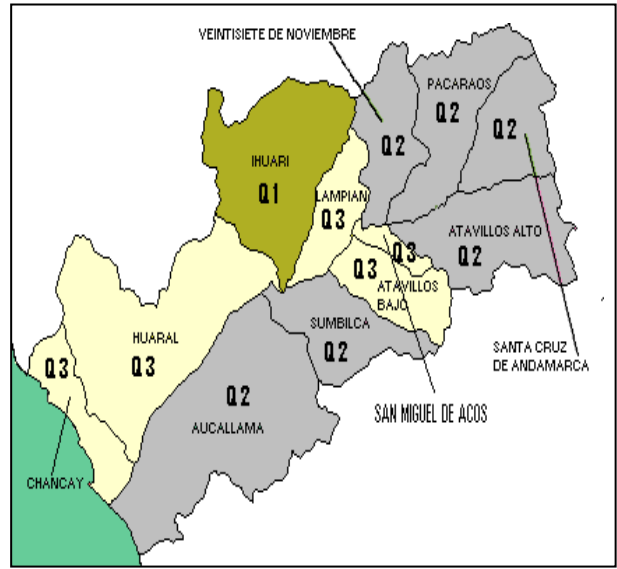 VEINTISIETE DE NOVIEMBRE
PACARAOS
Q2
Q2
Q2
IHUARI
Q1
LAMPIAN
Q3
ATAVILLOS ALTO
Q2
Q3
Q3
ATAVILLOS
BAJO
SUMBILCA
Q2
HUARAL
Q3
Q3
SANTA CRUZ
DE ANDAMARCA
Q2
AUCALLAMA
SAN MIGUEL DE ACOS
CHANCAY